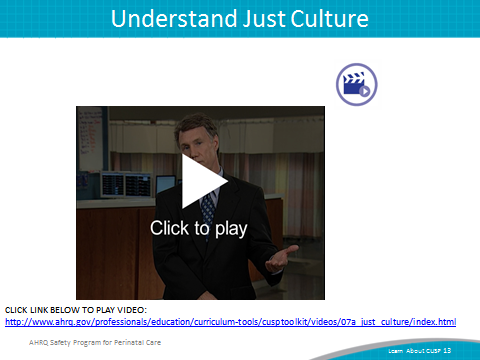 Understand Just Culture
Click to play
CLICK LINK BELOW TO PLAY VIDEO:
http://www.ahrq.gov/professionals/education/curriculum-tools/cusptoolkit/videos/07a_just_culture/index.html
AHRQ Safety Program for Perinatal Care
Learn About CUSP 13